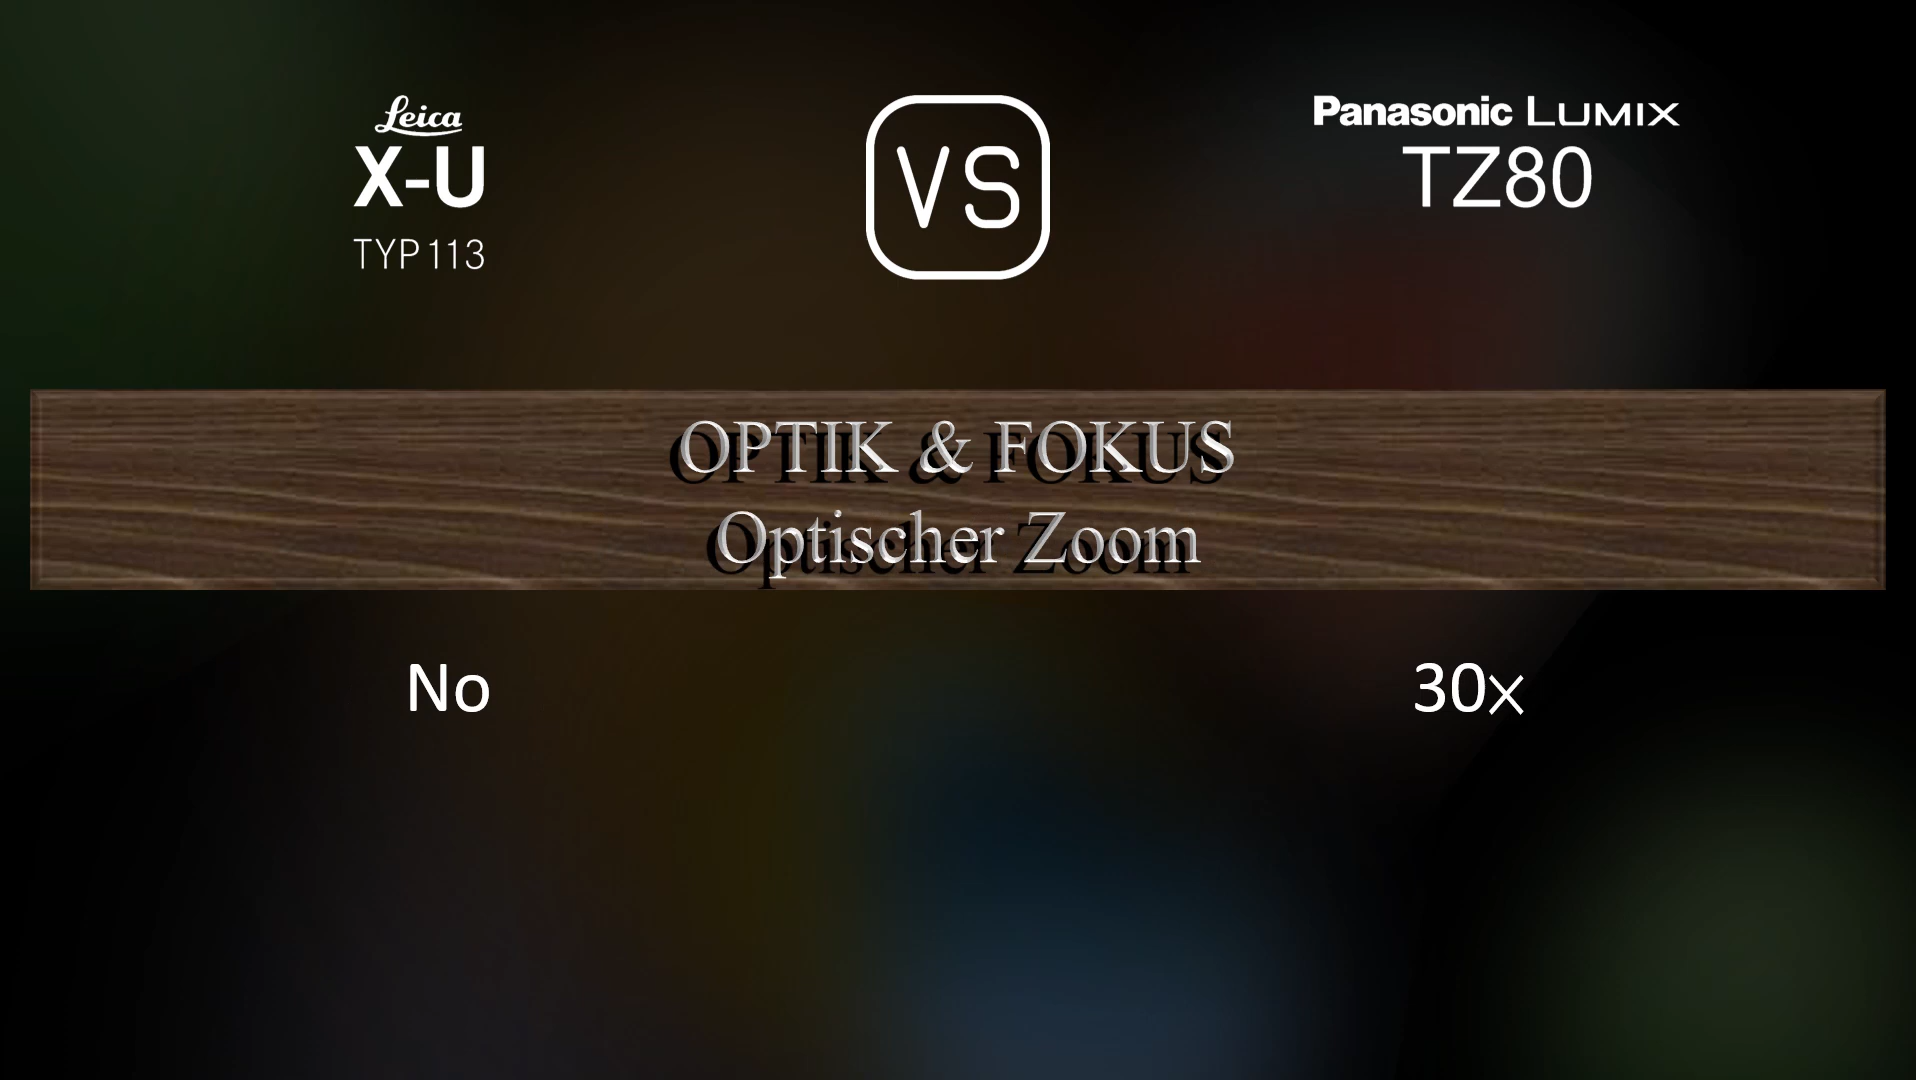 Leica
X-U
TYP 113
VS
Panasonic LUMIX
TZ80
OPTIK & FOKUS
Optischer Zoom
No
30x